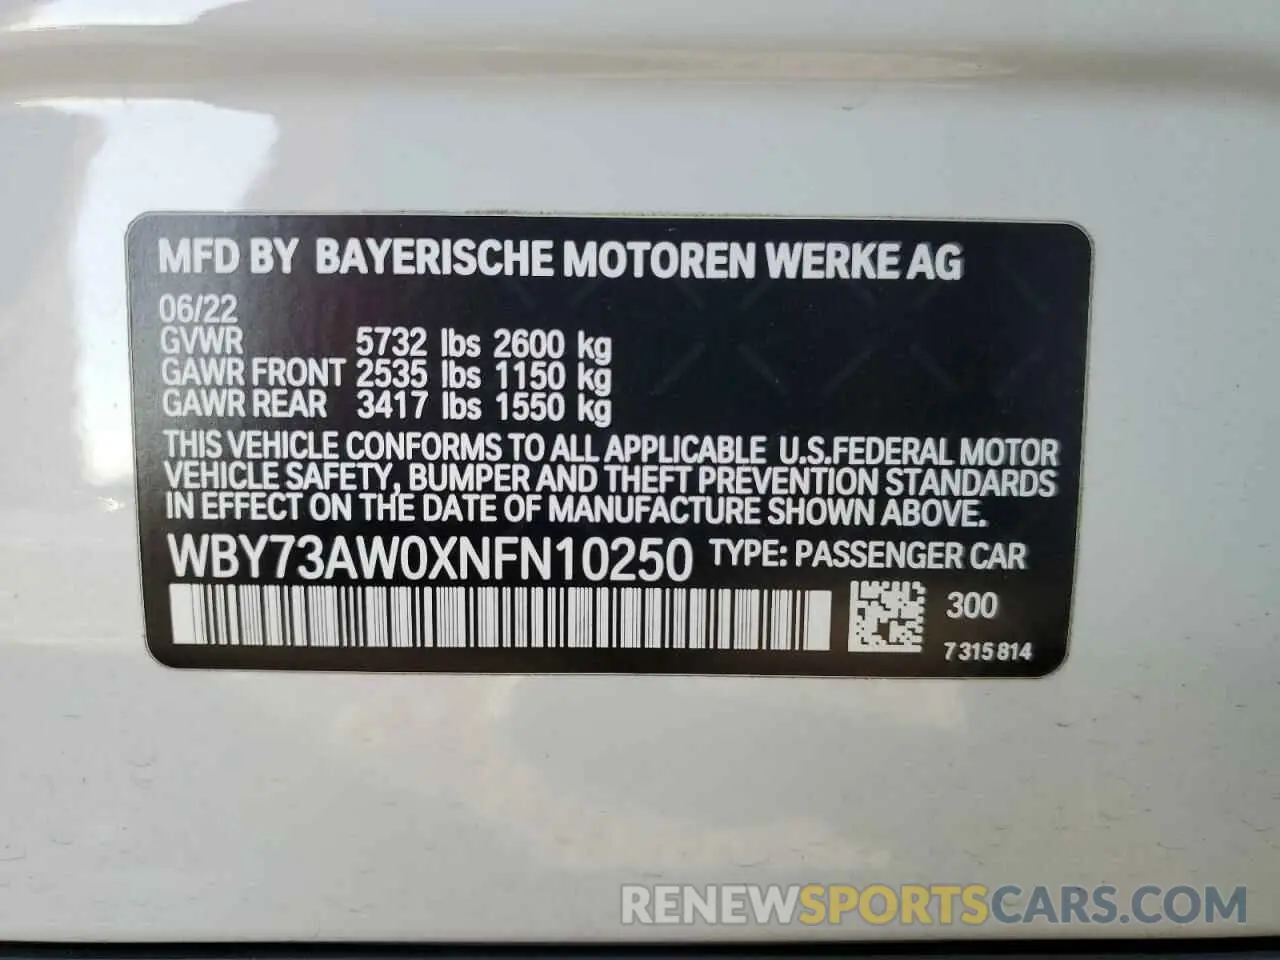 MFD BY BAYERISCHE MOTOREN WERKE AG
06/22
GVWR 5732 lbs 2600 kg
GAWR FRONT 2535 lbs 1150 kg
GAWR REAR 3417 lbs 1550 kg
THIS VEHICLE CONFORMS TO ALL APPLICABLE U.S.FEDERAL MOTOR
VEHICLE SAFETY, BUMPER AND THEFT PREVENTION STANDARDS
IN EFFECT ON THE DATE OF MANUFACTURE SHOWN ABOVE.
WBY73AW0XNFN10250 TYPE: PASSENGER CAR
300
7 315 814
RENEWSPORTSCARS.COM